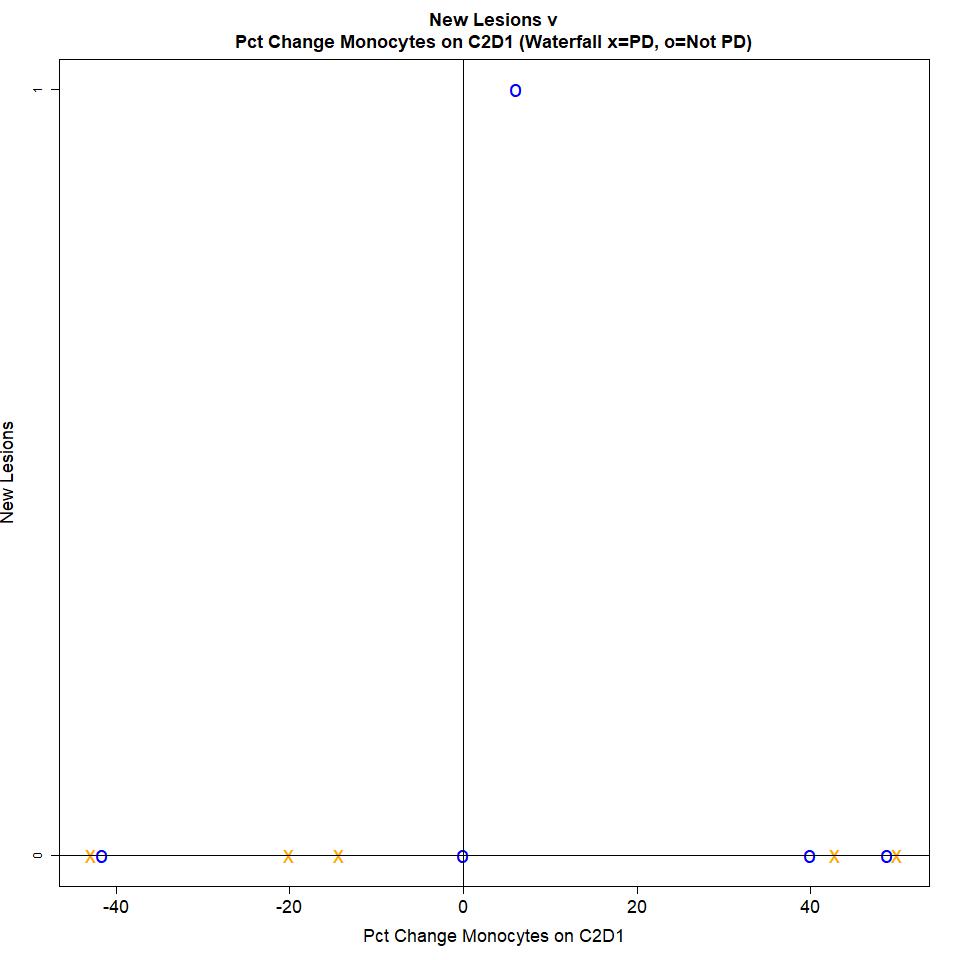 New Lesions v
Pct Change Monocytes on C2D1 (Waterfall x=PD, o=Not PD)
1
o
New Lesions
0
x o x x o o x o x
-40 -20 0 20 40
Pct Change Monocytes on C2D1